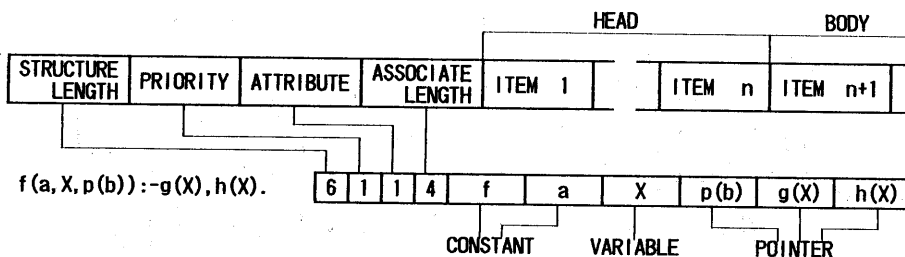 HEAD BODY
STRUCTURE LENGTH PRIORITY ATTRIBUTE ASSOCIATE LENGTH ITEM 1 ITEM n ITEM n+1
f(a,X,p(b)):-g(X),h(X). 6 1 1 4 f a X p(b) g(X) h(X)
CONSTANT VARIABLE POINTER